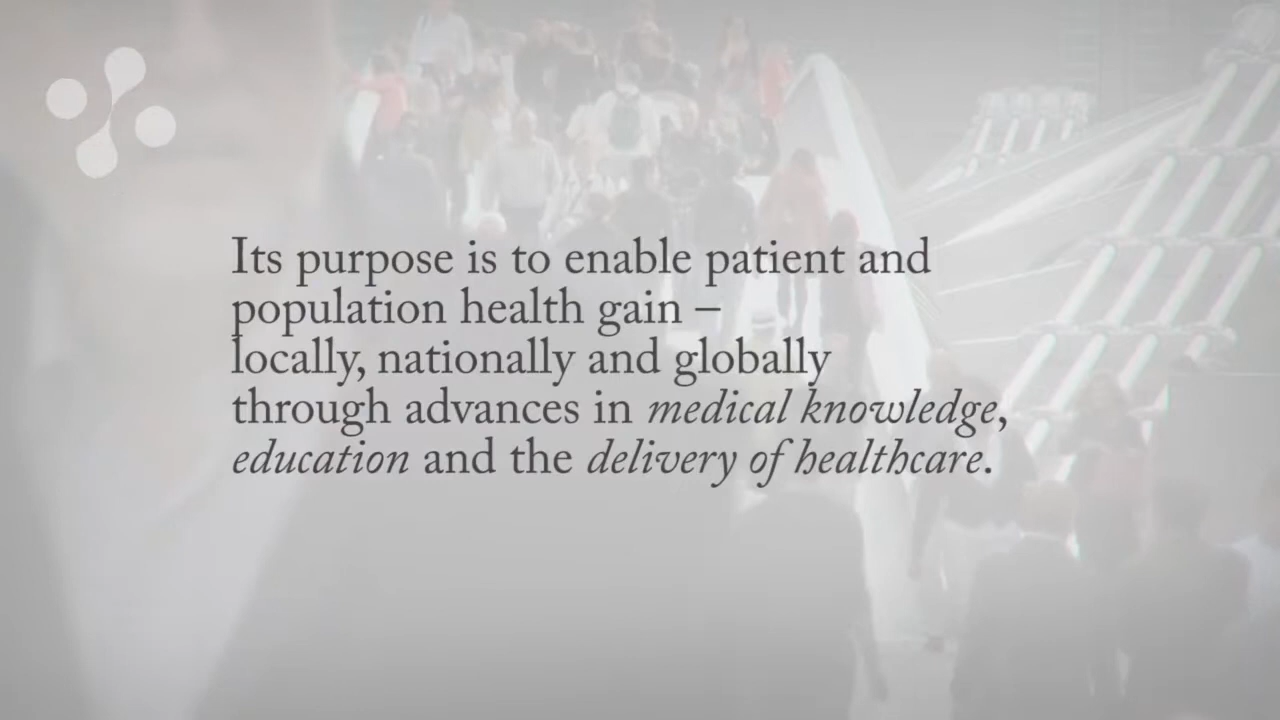 Its purpose is to enable patient and
population health gain –
locally, nationally and globally
through advances in medical knowledge,
education and the delivery of healthcare.